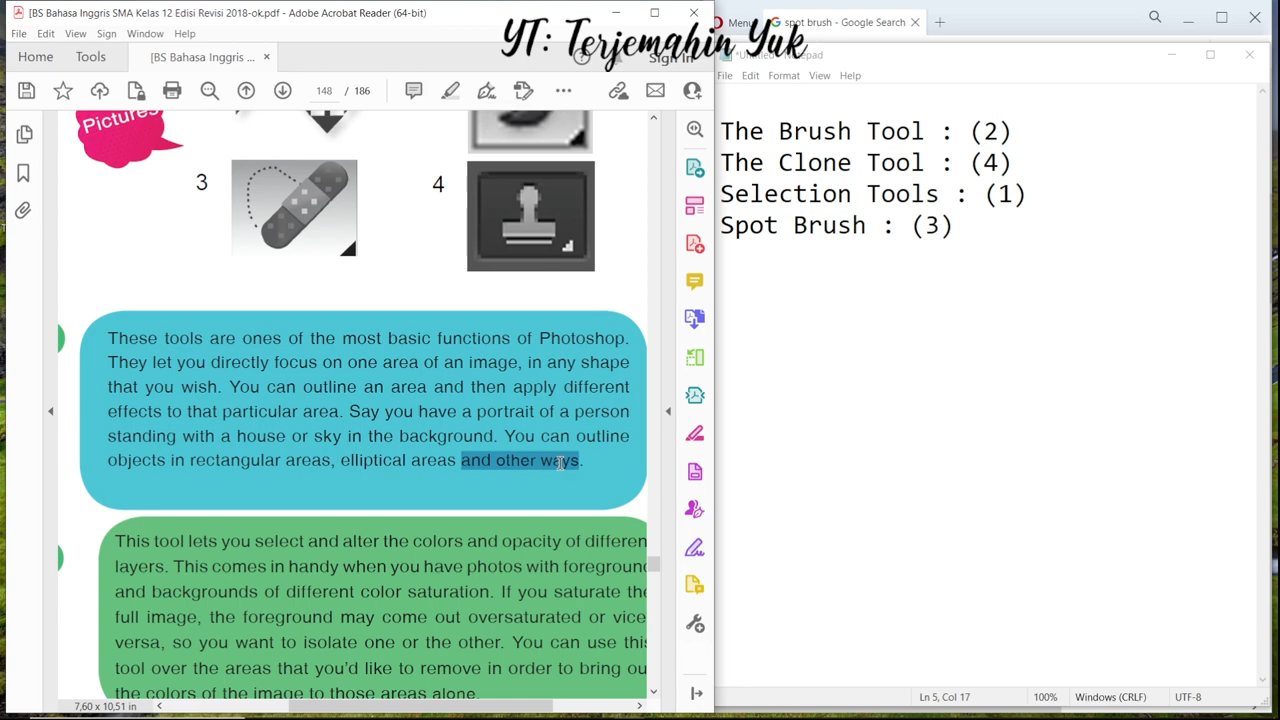 [BS Bahasa Inggris SMA Kelas 12 Edisi Revisi 2018-ok.pdf - Adobe Acrobat Reader (64-bit)
File Edit View Sign Window Help
Home Tools [BS Bahasa Inggris ... × Sign In
148 / 186
YT: Terjemahin Yuk
Menu
spot brush - Google Search
*Untitled - Notepad
File Edit Format View Help
Pictures
3
4
These tools are ones of the most basic functions of Photoshop.
They let you directly focus on one area of an image, in any shape
that you wish. You can outline an area and then apply different
effects to that particular area. Say you have a portrait of a person
standing with a house or sky in the background. You can outline
objects in rectangular areas, elliptical areas and other ways.
This tool lets you select and alter the colors and opacity of differen
layers. This comes in handy when you have photos with foreground
and backgrounds of different color saturation. If you saturate the
full image, the foreground may come out oversaturated or vice
versa, so you want to isolate one or the other. You can use this
tool over the areas that you'd like to remove in order to bring ou
the colors of the image to those areas alone.
7,60 x 10,51 in
The Brush Tool : (2)
The Clone Tool : (4)
Selection Tools : (1)
Spot Brush : (3)
Ln 5, Col 17 100% Windows (CRLF) UTF-8